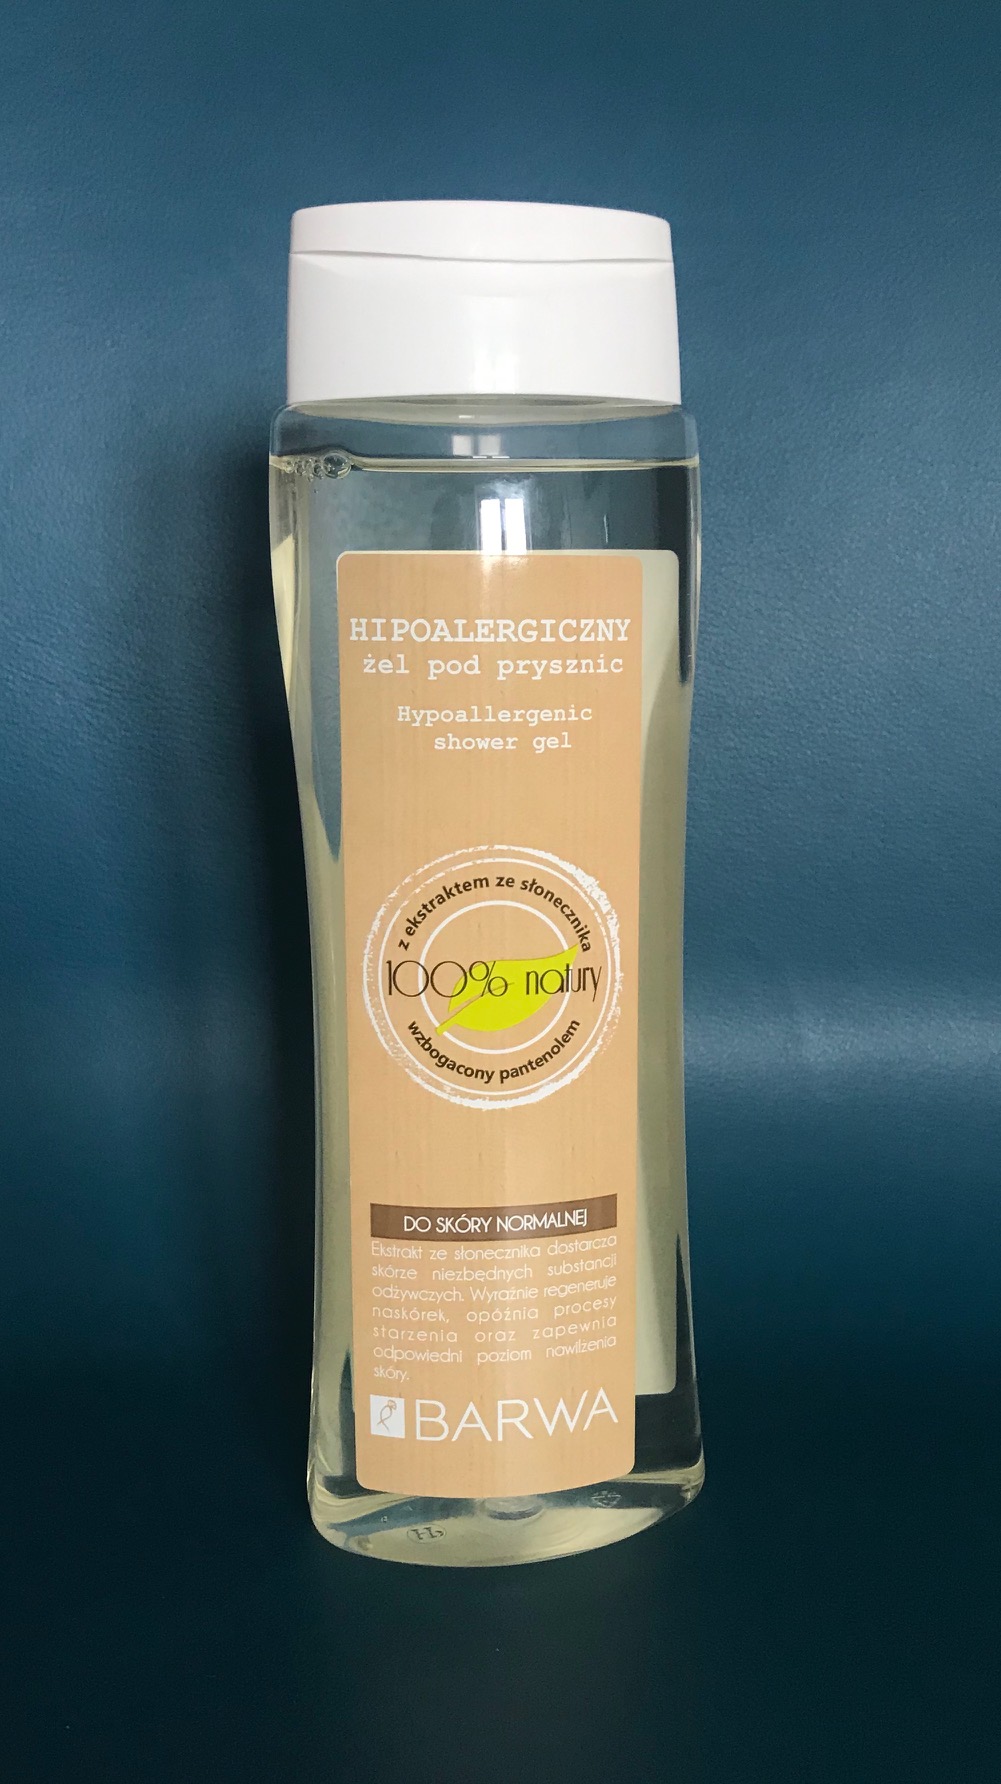 HIPOALERGICZNY
żel pod prysznic
Hypoallergenic
shower gel
z ekstraktem ze słonecznika
100% natury
wzbogacony pantenolem
DO SKÓRY NORMALNEJ
Ekstrakt ze słonecznika dostarcza
skórze niezbędnych substancji
odżywczych. Wyraźnie regeneruje
naskórek, opóźnia procesy
starzenia oraz zapewnia
odpowiedni poziom nawilżenia
skóry.
BARWA